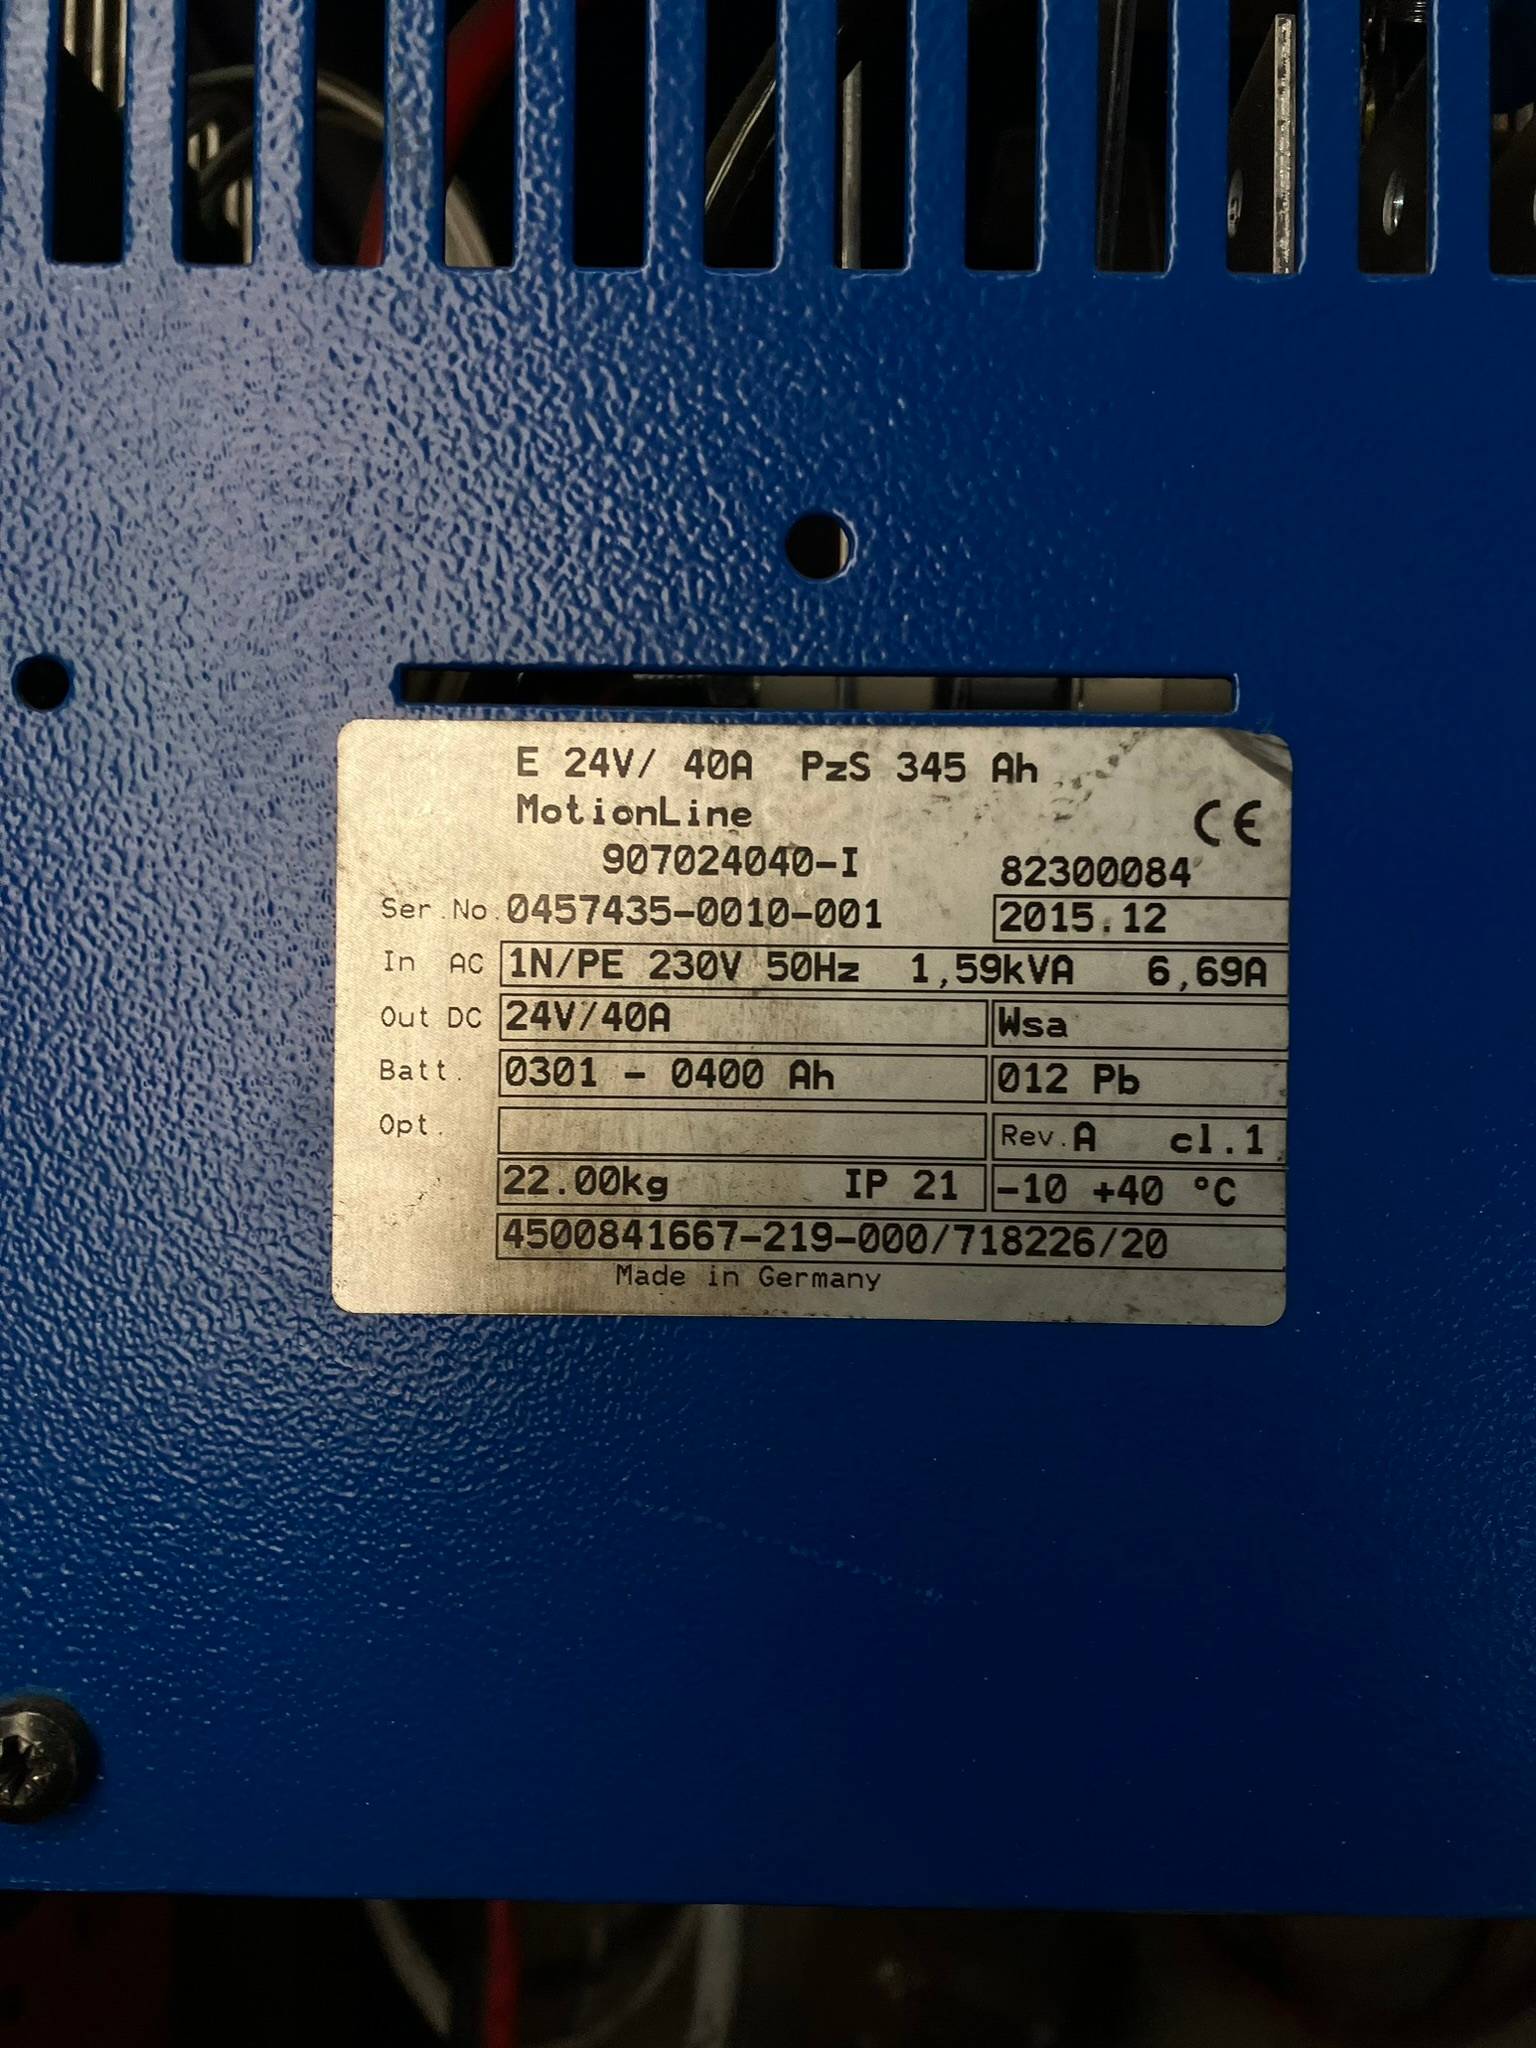 E 24V/ 40A PzS 345 Ah
MotionLine
CE
907024040-I 82300084
Ser.No. 0457435-0010-001 2015.12
In AC 1N/PE 230V 50Hz 1,59kVA 6,69A
Out DC 24V/40A Wsa
Batt. 0301 - 0400 Ah 012 Pb
Opt. Rev.A cl.1
22.00kg IP 21 -10 +40 °C
4500841667-219-000/718226/20
Made in Germany